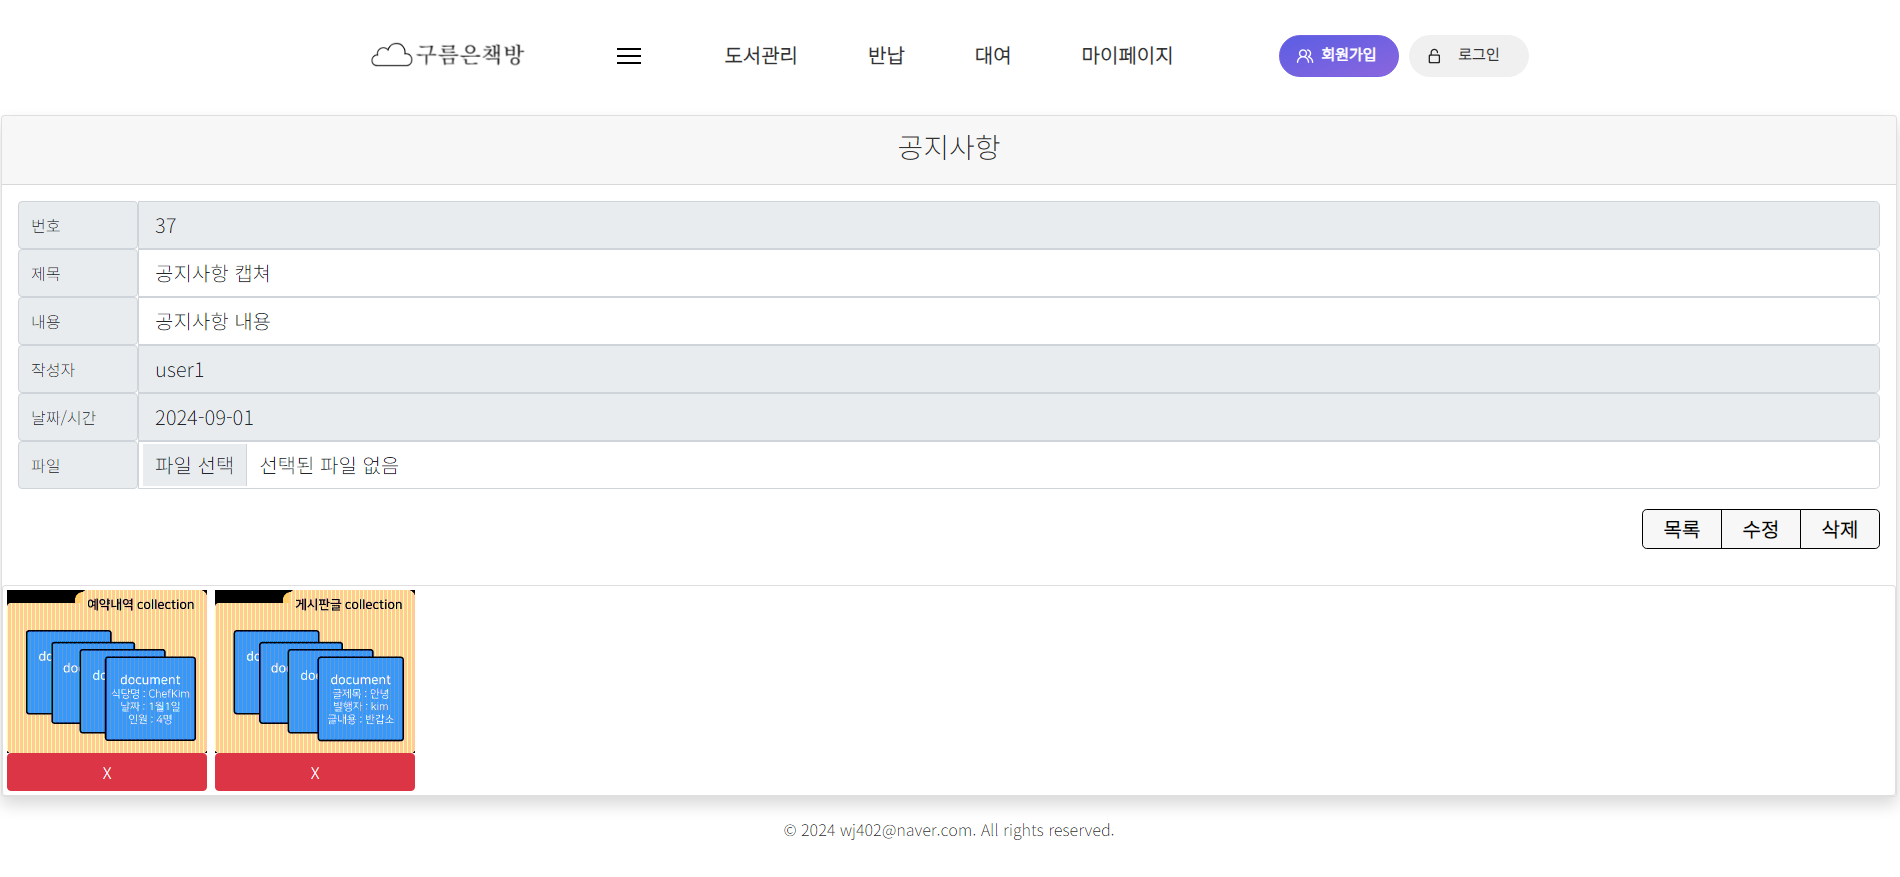 구름은책방
도서관리
반납
대여
마이페이지
회원가입
로그인
공지사항
번호 37
제목 공지사항 캡쳐
내용 공지사항 내용
작성자 user1
날짜/시간 2024-09-01
파일 파일 선택 선택된 파일 없음
목록 수정 삭제
예약내역 collection
do
do
do
document
식당명 : ChefKim
날짜 : 1월1일
인원 : 4명
X
게시판글 collection
do
do
do
document
글제목 : 안녕
발행자 : kim
글내용 : 반갑소
X
© 2024 wj402@naver.com. All rights reserved.